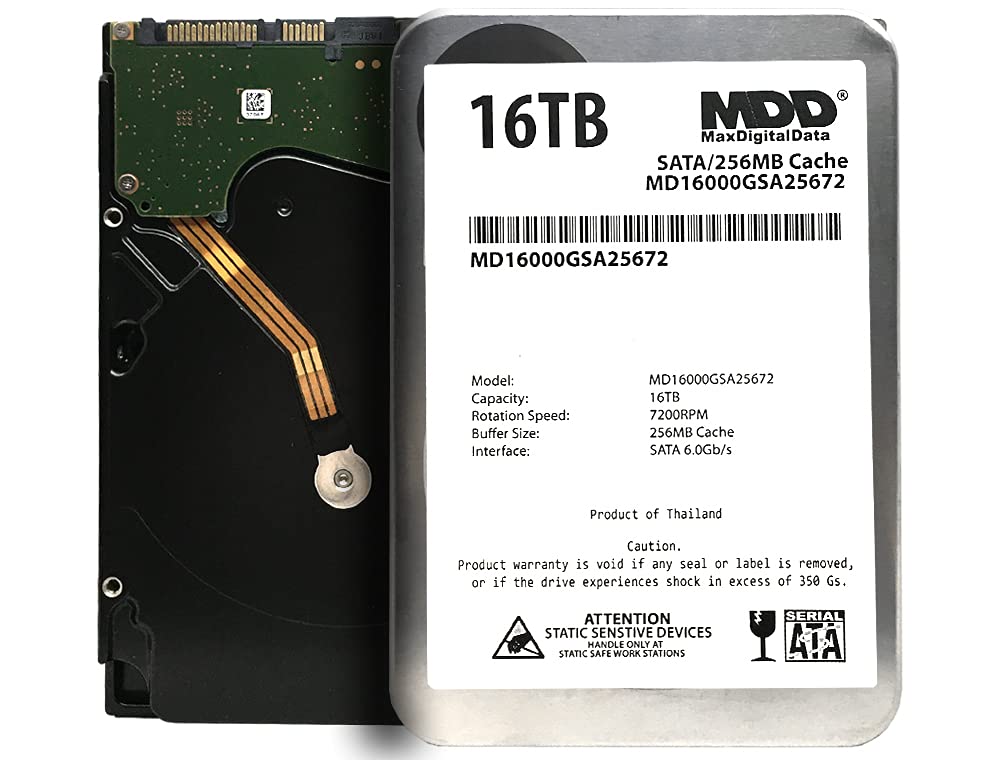 16TB
MDD®
MaxDigitalData
SATA/256MB Cache
MD16000GSA25672
MD16000GSA25672
Model: MD16000GSA25672
Capacity: 16TB
Rotation Speed: 7200RPM
Buffer Size: 256MB Cache
Interface: SATA 6.0Gb/s
Product of Thailand
Caution.
Product warranty is void if any seal or label is removed,
or if the drive experiences shock in excess of 350 Gs.
ATTENTION
STATIC SENSTIVE DEVICES
HANDLE ONLY AT
STATIC SAFE WORK STATIONS
SERIAL
ATA